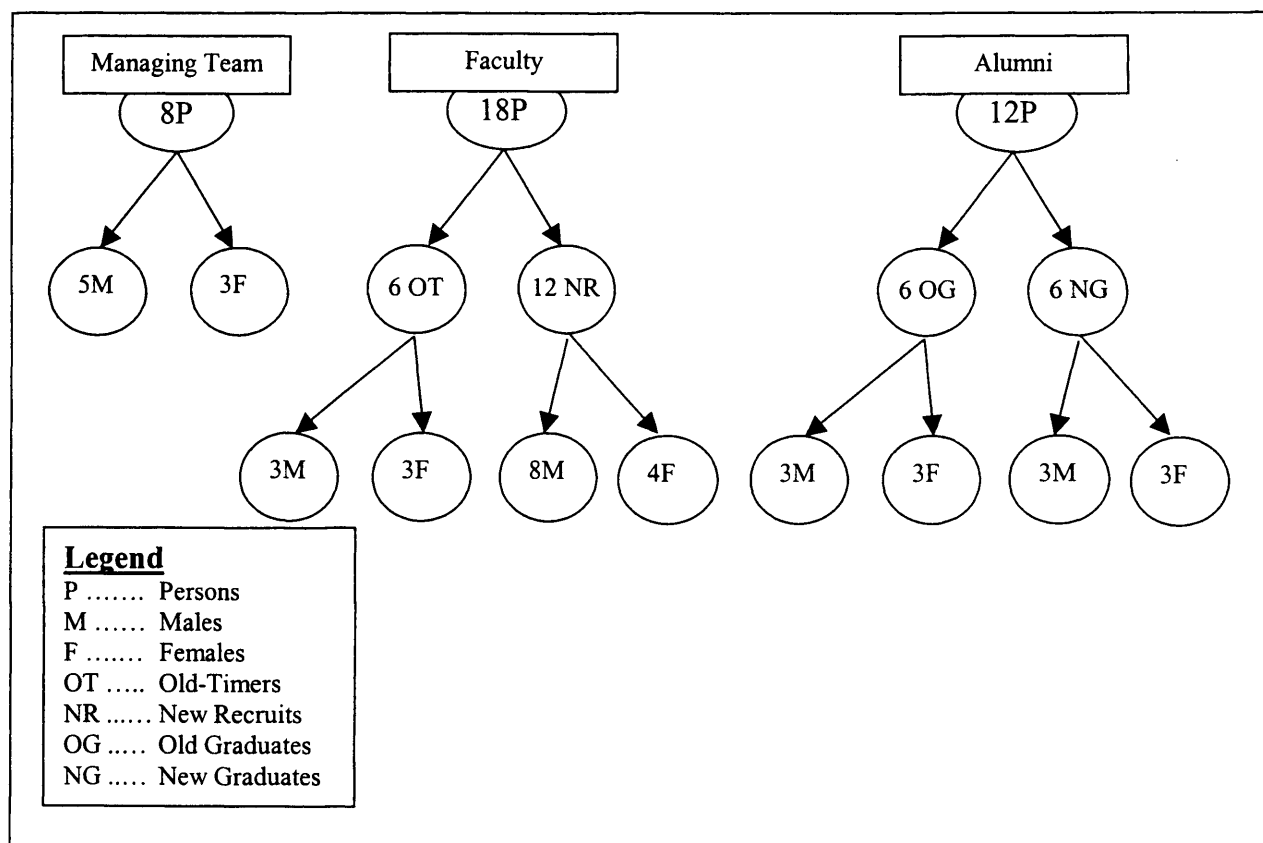 Managing Team
Faculty
Alumni
8P
18P
12P
5M
3F
6 OT
12 NR
6 OG
6 NG
3M
3F
8M
4F
3M
3F
3M
3F
Legend
P ....... Persons
M ...... Males
F ....... Females
OT ..... Old-Timers
NR ...... New Recruits
OG ..... Old Graduates
NG ..... New Graduates